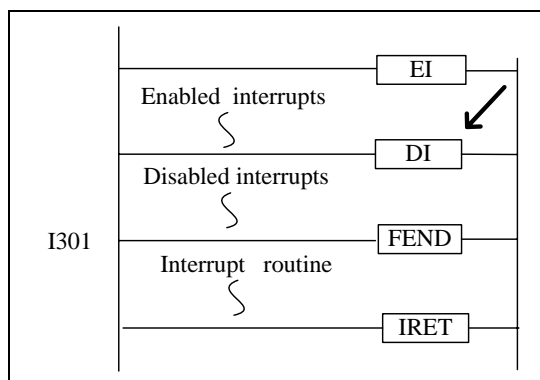 EI
Enabled interrupts
DI
Disabled interrupts
I301
FEND
Interrupt routine
IRET